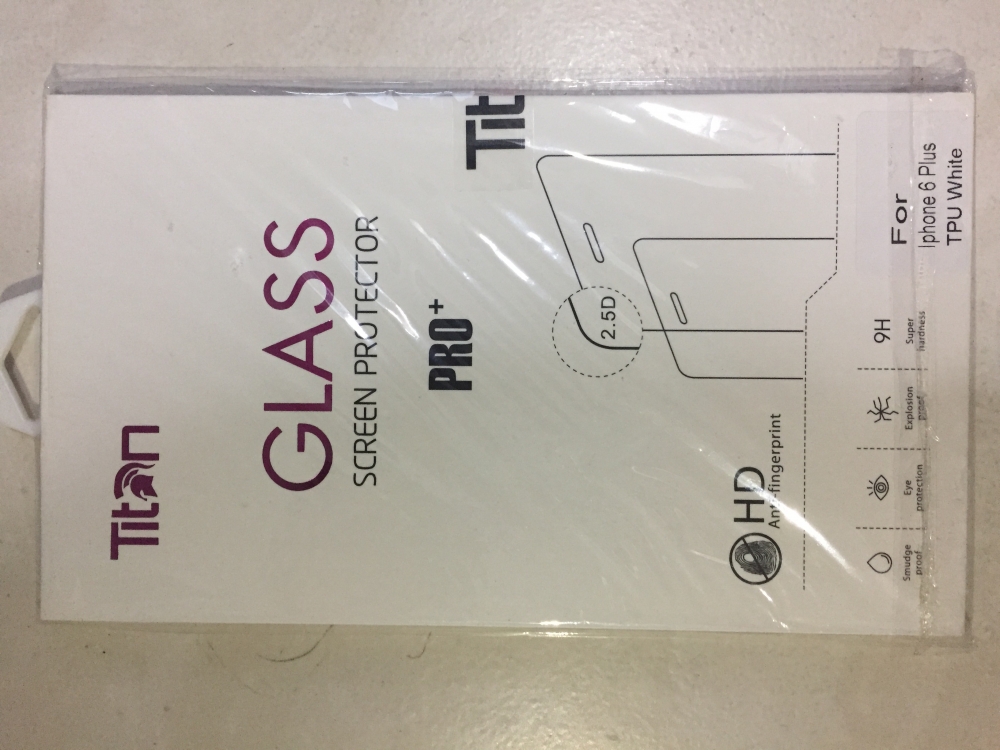 Titan
GLASS
SCREEN PROTECTOR
PRO+
Tit
2.5D
HD
Anti-fingerprint
Smudge
proof
Eye
protection
Explosion
proof
9H
Super
hardness
For
Iphone 6 Plus
TPU White